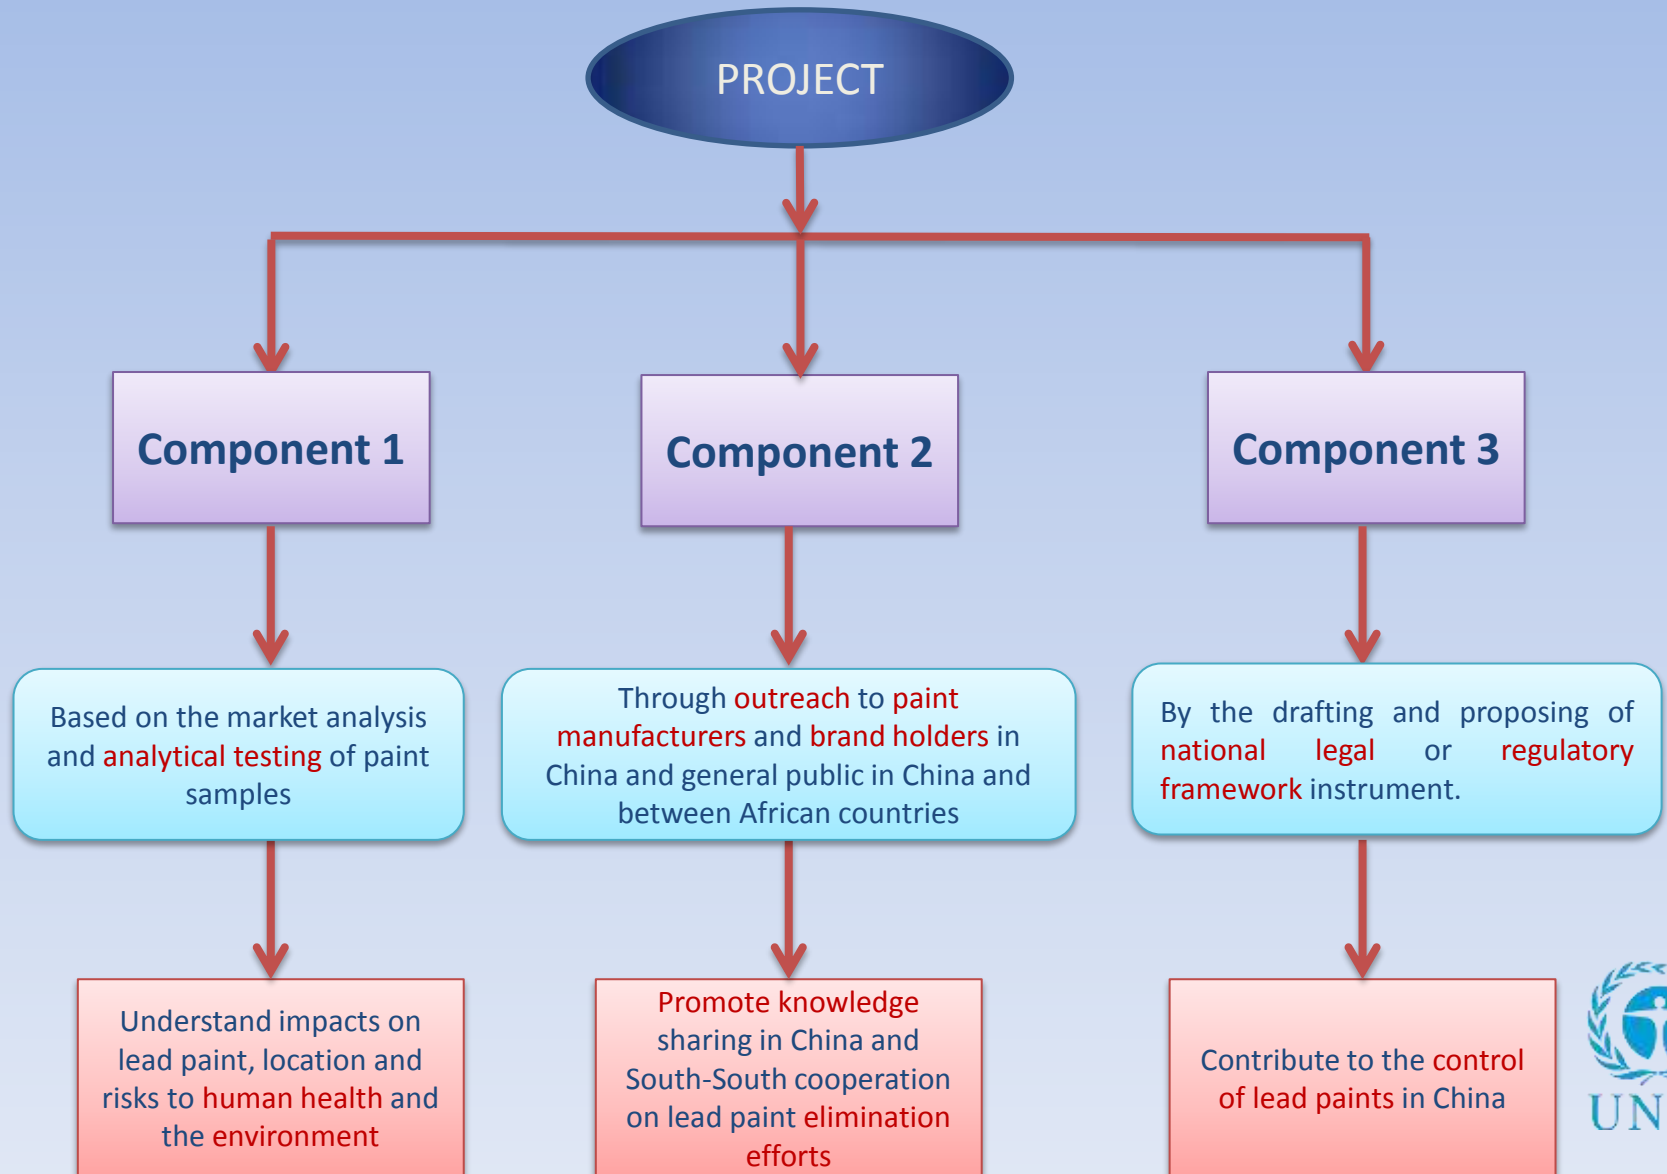 PROJECT
Component 1
Component 2
Component 3
Based on the market analysis
and analytical testing of paint
samples
Through outreach to paint
manufacturers and brand holders in
China and general public in China and
between African countries
By the drafting and proposing of
national legal or regulatory
framework instrument.
Understand impacts on
lead paint, location and
risks to human health and
the environment
Promote knowledge
sharing in China and
South-South cooperation
on lead paint elimination
efforts
Contribute to the control
of lead paints in China
UN